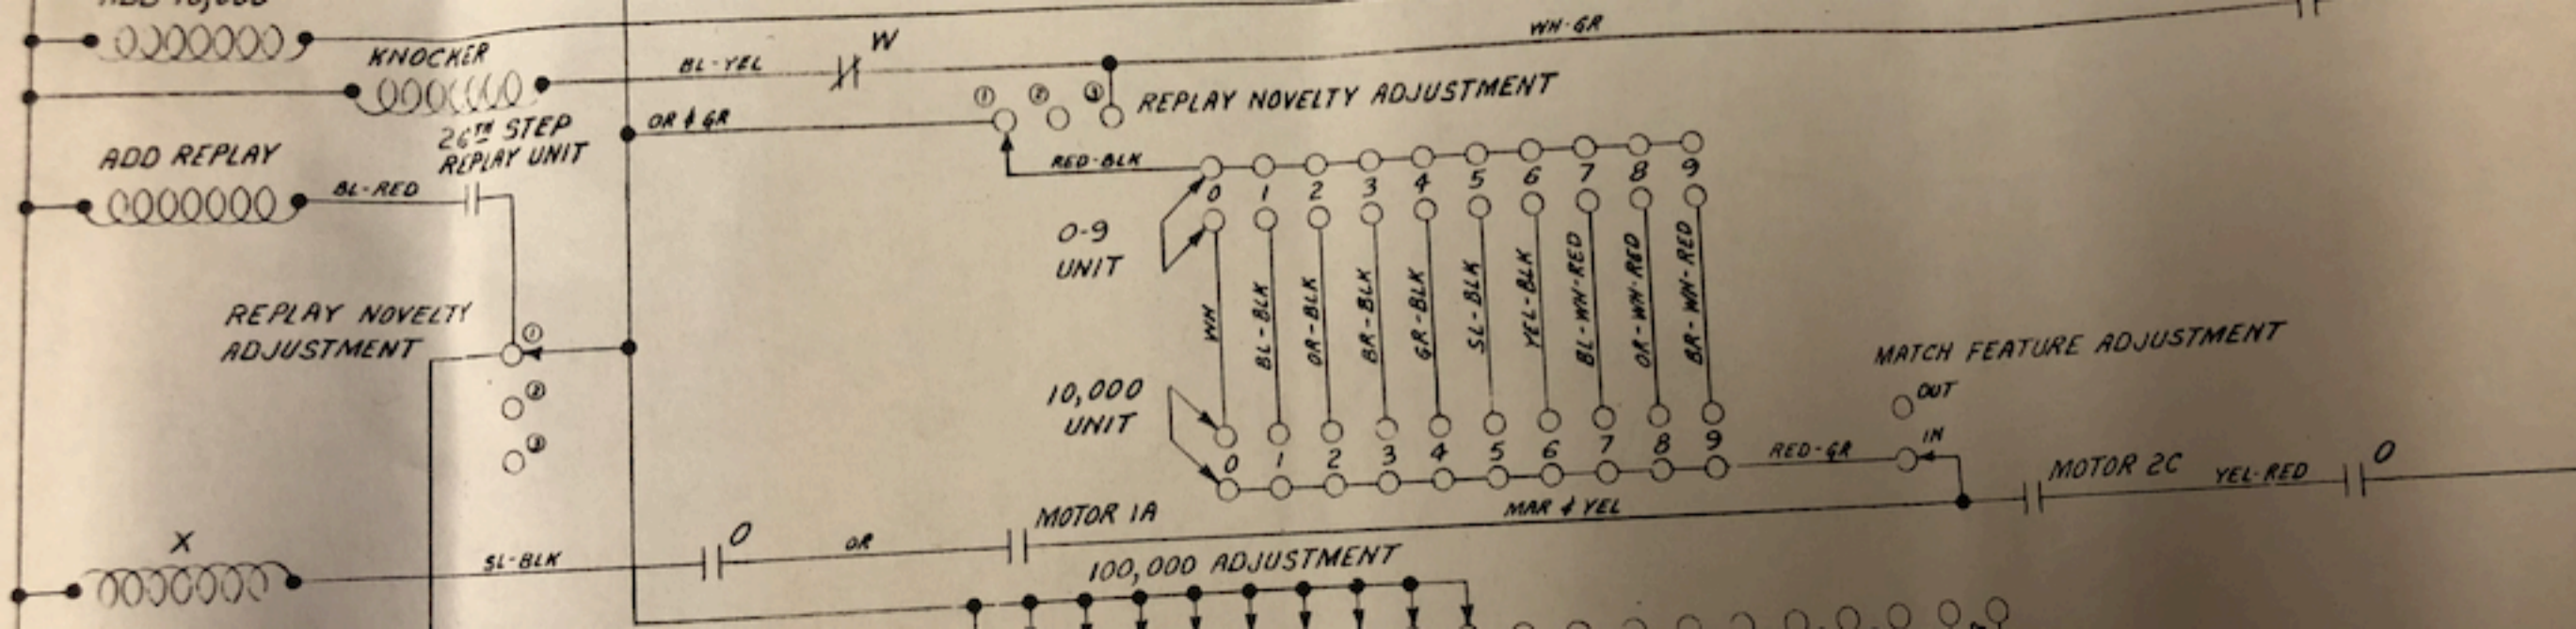 ADD 10,000
WH-GR
KNOCKER
BL-YEL
W
① ② ③
REPLAY NOVELTY ADJUSTMENT
OR & GR
26TH STEP
REPLAY UNIT
ADD REPLAY
BL-RED
RED-BLK
0 1 2 3 4 5 6 7 8 9
0-9
UNIT
WH
BL-BLK
OR-BLK
BR-BLK
GR-BLK
SL-BLK
YEL-BLK
BL-WH-RED
OR-WH-RED
BR-WH-RED
REPLAY NOVELTY
ADJUSTMENT
①
②
③
MATCH FEATURE ADJUSTMENT
OUT
IN
10,000
UNIT
0 1 2 3 4 5 6 7 8 9
RED-GR
MOTOR 2C
YEL-RED
O
MAR & YEL
X
SL-BLK
O
OR
MOTOR 1A
100,000 ADJUSTMENT